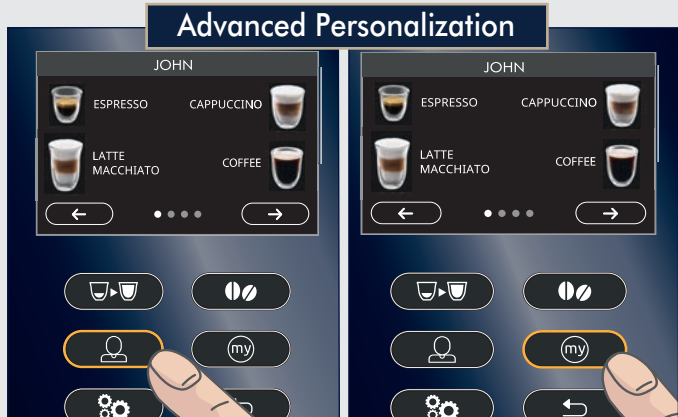 Advanced Personalization
JOHN
ESPRESSO
CAPPUCCINO
LATTE
MACCHIATO
COFFEE
my
JOHN
ESPRESSO
CAPPUCCINO
LATTE
MACCHIATO
COFFEE
my